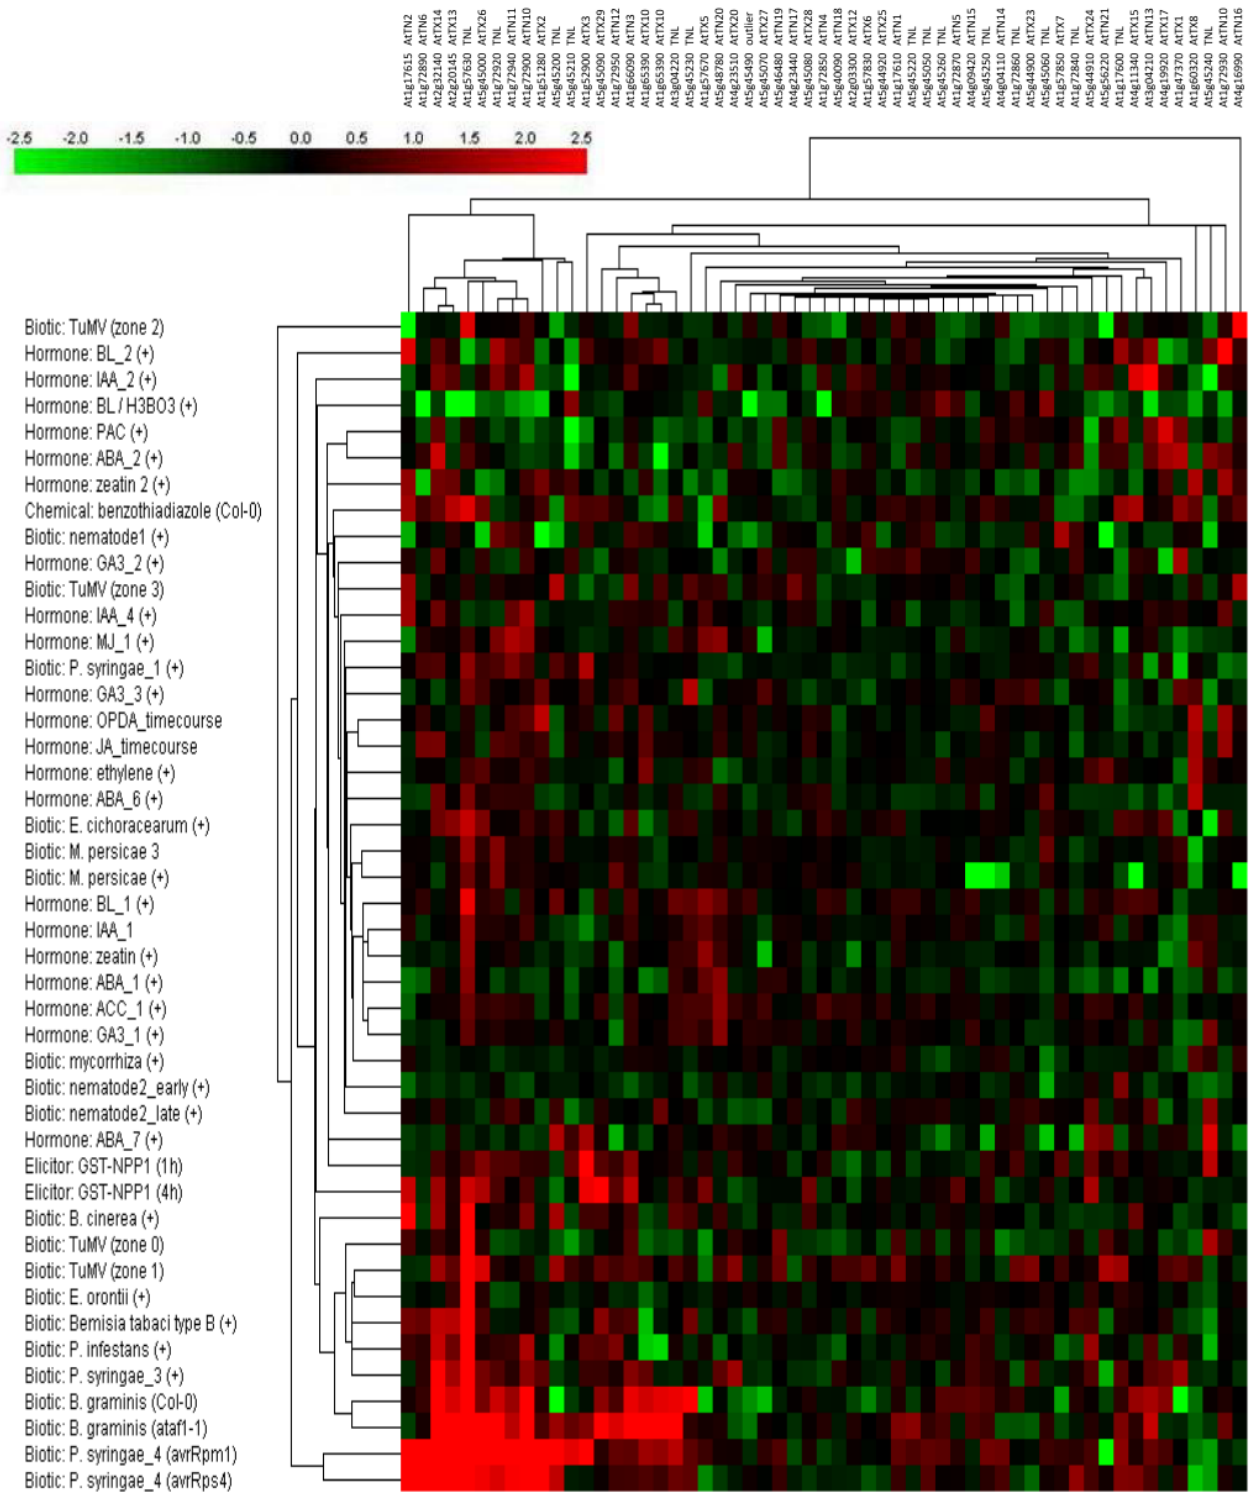 At1g17615 AtTN2
At1g72890 AtTN6
At2g32140 AtTX14
At2g20145 AtTX13
At1g57630 TNL
At5g45000 AtTX26
At1g72920 TNL
At1g72940 AtTN11
At1g72900 AtTN10
At1g51280 AtTX2
At5g45200 TNL
At5g45210 TNL
At1g52900 AtTX3
At5g45090 AtTX29
At1g72950 AtTN12
At1g66090 AtTN3
At1g65390 AtTX10
At1g65390 AtTX10
At3g04220 TNL
At5g45230 TNL
At1g57670 AtTX5
At5g48780 AtTN20
At4g23510 AtTX20
At5g45490 outlier
At5g45070 AtTX27
At5g46480 AtTN19
At4g23440 AtTN17
At5g45080 AtTX28
At1g72850 AtTN4
At5g40090 AtTN18
At2g03300 AtTX12
At1g57830 AtTX6
At5g44920 AtTX25
At1g17610 AtTN1
At5g45220 TNL
At5g45050 TNL
At5g45260 TNL
At1g72870 AtTN5
At4g09420 AtTN15
At5g45250 TNL
At4g04110 AtTN14
At1g72860 TNL
At5g44900 AtTX23
At5g45060 TNL
At1g57850 AtTX7
At1g72840 TNL
At5g44910 AtTX24
At5g56220 AtTN21
At1g17600 TNL
At4g11340 AtTX15
At3g04210 AtTN13
At4g19920 AtTX17
At1g47370 AtTX1
At1g60320 AtTX8
At5g45240 TNL
At1g72930 AtTN10
At4g16990 AtTN16
-2.5 -2.0 -1.5 -0.5 0.0 0.5 1.0 1.5 2.0 2.5
Biotic: TuMV (zone 2)
Hormone: BL_2 (+)
Hormone: IAA_2 (+)
Hormone: BL / H3BO3 (+)
Hormone: PAC (+)
Hormone: ABA_2 (+)
Hormone: zeatin 2 (+)
Chemical: benzothiadiazole (Col-0)
Biotic: nematode1 (+)
Hormone: GA3_2 (+)
Biotic: TuMV (zone 3)
Hormone: IAA_4 (+)
Hormone: MJ_1 (+)
Biotic: P. syringae_1 (+)
Hormone: GA3_3 (+)
Hormone: OPDA_timecourse
Hormone: JA_timecourse
Hormone: ethylene (+)
Hormone: ABA_6 (+)
Biotic: E. cichoracearum (+)
Biotic: M. persicae 3
Biotic: M. persicae (+)
Hormone: BL_1 (+)
Hormone: IAA_1
Hormone: zeatin (+)
Hormone: ABA_1 (+)
Hormone: ACC_1 (+)
Hormone: GA3_1 (+)
Biotic: mycorrhiza (+)
Biotic: nematode2_early (+)
Biotic: nematode2_late (+)
Hormone: ABA_7 (+)
Elicitor: GST-NPP1 (1h)
Elicitor: GST-NPP1 (4h)
Biotic: B. cinerea (+)
Biotic: TuMV (zone 0)
Biotic: TuMV (zone 1)
Biotic: E. orontii (+)
Biotic: Bemisia tabaci type B (+)
Biotic: P. infestans (+)
Biotic: P. syringae_3 (+)
Biotic: B. graminis (Col-0)
Biotic: B. graminis (ataf1-1)
Biotic: P. syringae_4 (avrRpm1)
Biotic: P. syringae_4 (avrRps4)